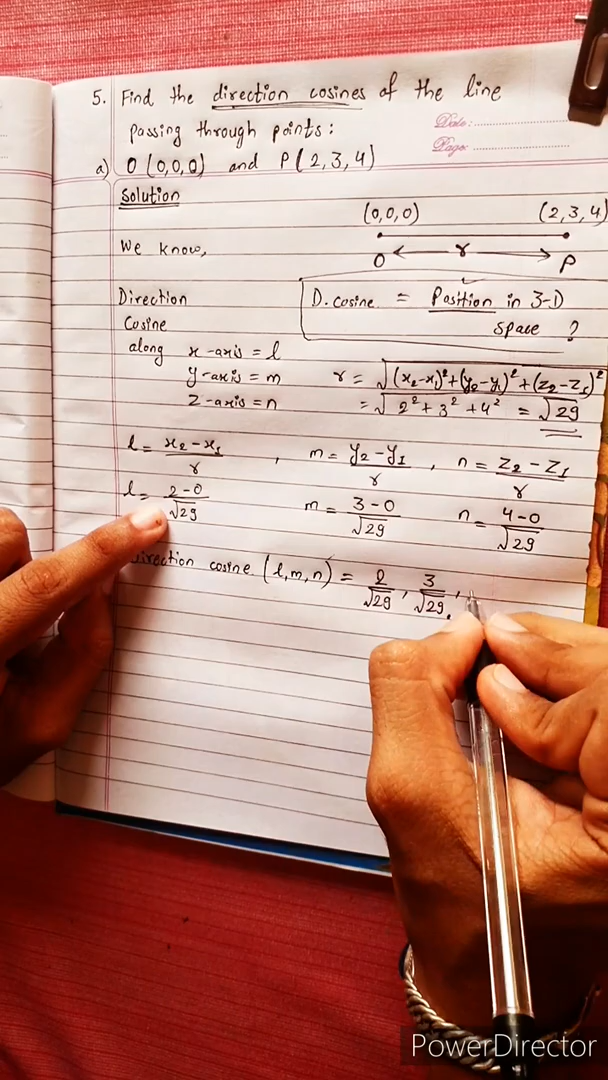 5. Find the direction cosines of the line
passing through points:
Date:
Page:
a) O (0,0,0) and P(2,3,4)
Solution
(0,0,0) (2,3,4)
We know,
r
O P
Direction
Cosine
along x-axis = l
y-axis = m
z-axis = n
D.cosine = Position in 3-D
space ?
r = √(x₂-x₁)²+(y₂-y₁)²+(z₂-z₁)²
= √2²+3²+4² = √29
l = x₂-x₁/r , m = y₂-y₁/r , n = z₂-z₁/r
l = 2-0/√29 m = 3-0/√29 n = 4-0/√29
Direction cosine (l,m,n) = 2/√29 , 3/√29 ,
PowerDirector